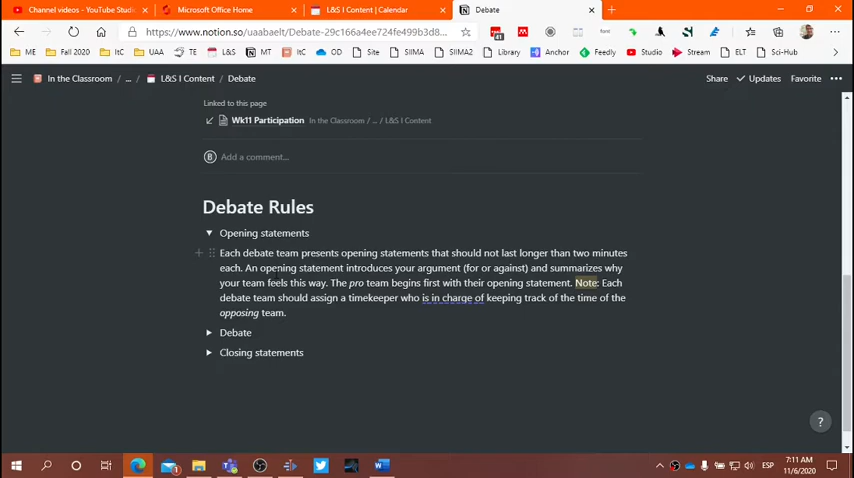 Channel videos - YouTube Studio
Microsoft Office Home
L&S I Content | Calendar
Debate
https://www.notion.so/uaabaelt/Debate-29c166a4ee724fe499b3d8...
41
ME
Fall 2020
ItC
UAA
TE
L&S
MT
ItC
OD
Site
SIIMA
SIIMA2
Library
Anchor
Feedly
Studio
Stream
ELT
Sci-Hub
In the Classroom / ... / L&S I Content / Debate
Share
Updates
Favorite
Linked to this page
Wk11 Participation In the Classroom / ... / L&S I Content
B Add a comment...
Debate Rules
Opening statements
Each debate team presents opening statements that should not last longer than two minutes
each. An opening statement introduces your argument (for or against) and summarizes why
your team feels this way. The pro team begins first with their opening statement. Note: Each
debate team should assign a timekeeper who is in charge of keeping track of the time of the
opposing team.
Debate
Closing statements
?
ESP
7:11 AM
11/6/2020